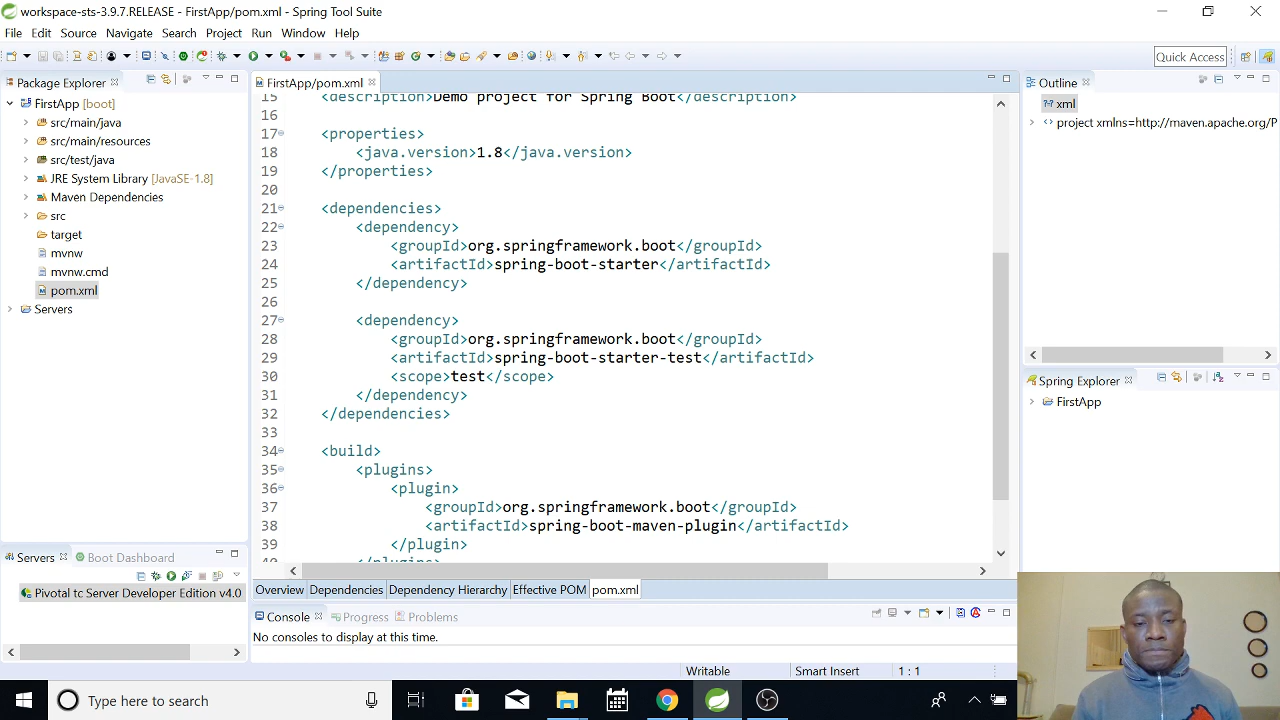 workspace-sts-3.9.7.RELEASE - FirstApp/pom.xml - Spring Tool Suite
File Edit Source Navigate Search Project Run Window Help
Quick Access
Package Explorer
FirstApp [boot]
src/main/java
src/main/resources
src/test/java
JRE System Library [JavaSE-1.8]
Maven Dependencies
src
target
mvnw
mvnw.cmd
pom.xml
Servers
FirstApp/pom.xml
15 <description>Demo project for Spring Boot</description>
16
17 <properties>
18 <java.version>1.8</java.version>
19 </properties>
20
21 <dependencies>
22 <dependency>
23 <groupId>org.springframework.boot</groupId>
24 <artifactId>spring-boot-starter</artifactId>
25 </dependency>
26
27 <dependency>
28 <groupId>org.springframework.boot</groupId>
29 <artifactId>spring-boot-starter-test</artifactId>
30 <scope>test</scope>
31 </dependency>
32 </dependencies>
33
34 <build>
35 <plugins>
36 <plugin>
37 <groupId>org.springframework.boot</groupId>
38 <artifactId>spring-boot-maven-plugin</artifactId>
39 </plugin>
40 </plugins>
Overview Dependencies Dependency Hierarchy Effective POM pom.xml
Outline
xml
project xmlns=http://maven.apache.org/P
Spring Explorer
FirstApp
Servers Boot Dashboard
Pivotal tc Server Developer Edition v4.0
Console Progress Problems
No consoles to display at this time.
Writable Smart Insert 1 : 1
Type here to search